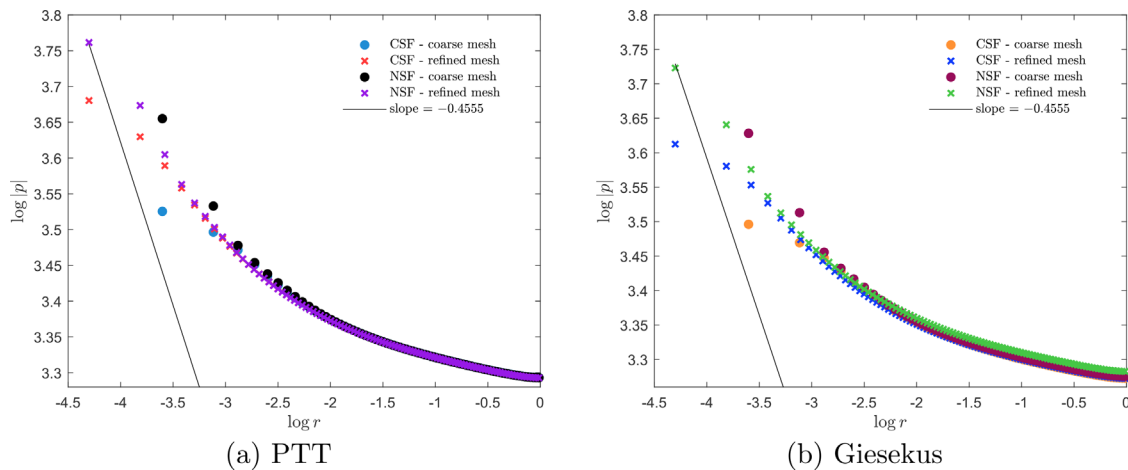 3.8
3.75
3.7
3.65
3.6
3.55
3.5
3.45
3.4
3.35
3.3
log |p|
CSF - coarse mesh
CSF - refined mesh
NSF - coarse mesh
NSF - refined mesh
slope = −0.4555
-4.5 -4 -3.5 -3 -2.5 -2 -1.5 -1 -0.5 0
log r
(a) PTT
3.8
3.75
3.7
3.65
3.6
3.55
3.5
3.45
3.4
3.35
3.3
log |p|
CSF - coarse mesh
CSF - refined mesh
NSF - coarse mesh
NSF - refined mesh
slope = −0.4555
-4.5 -4 -3.5 -3 -2.5 -2 -1.5 -1 -0.5 0
log r
(b) Giesekus